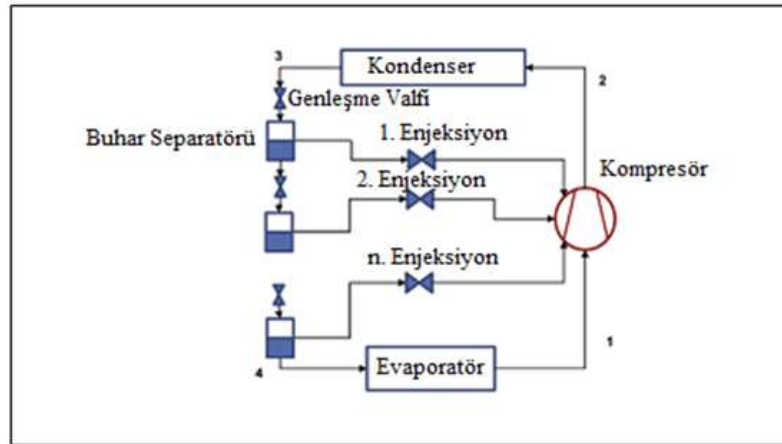 3
Kondenser
2
Genleşme Valfi
Buhar Separatörü
1. Enjeksiyon
Kompresör
2. Enjeksiyon
n. Enjeksiyon
1
4
Evaporatör